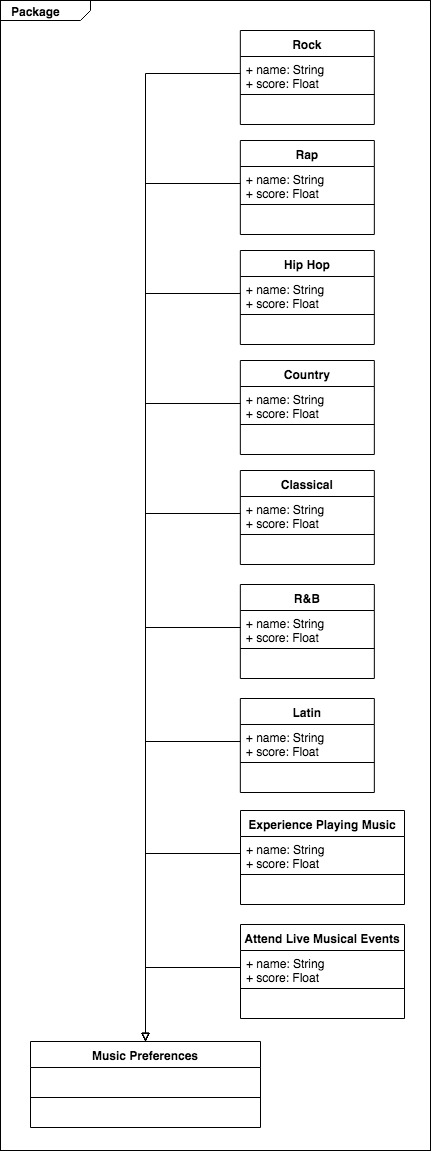 Package
Rock
+ name: String
+ score: Float
Rap
+ name: String
+ score: Float
Hip Hop
+ name: String
+ score: Float
Country
+ name: String
+ score: Float
Classical
+ name: String
+ score: Float
R&B
+ name: String
+ score: Float
Latin
+ name: String
+ score: Float
Experience Playing Music
+ name: String
+ score: Float
Attend Live Musical Events
+ name: String
+ score: Float
Music Preferences